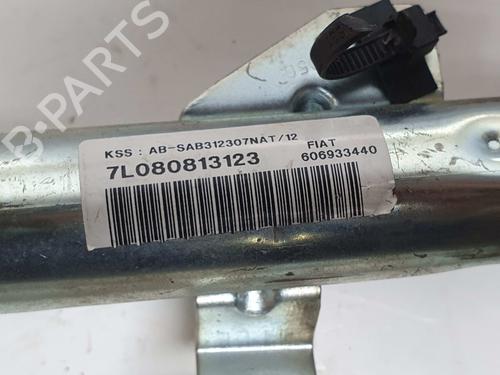 KSS : AB-SAB312307NAT/12 FIAT
7L080813123 606933440
B-PARTS